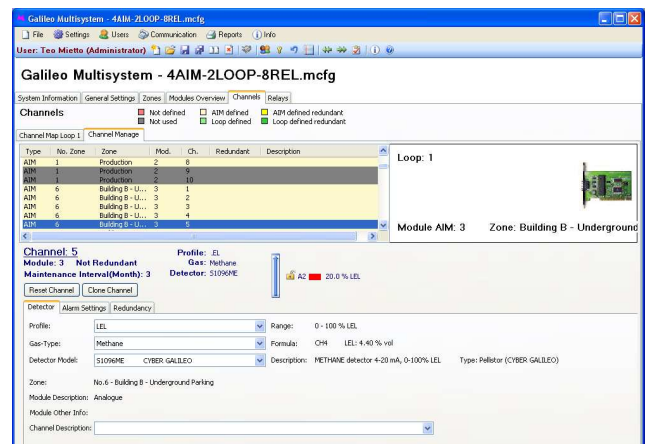 Galileo Multisystem - 4AIM-2LOOP-8REL.mcfg
File Settings Users Communication Reports Info
User: Teo Mietto (Administrator)
Galileo Multisystem - 4AIM-2LOOP-8REL.mcfg
System Information General Settings Zones Modules Overview Channels Relays
Channels Not defined AIM defined AIM defined redundant
Not used Loop defined Loop defined redundant
Channel Map Loop 1 Channel Manage
Type No. Zone Zone Mod. Ch. Redundant Description
AIM 1 Production 2 8
AIM 1 Production 2 9
AIM 1 Production 2 10
AIM 6 Building B - U... 3 1
AIM 6 Building B - U... 3 2
AIM 6 Building B - U... 3 3
AIM 6 Building B - U... 3 4
AIM 6 Building B - U... 3 5
Loop: 1
Module AIM: 3 Zone: Building B - Underground
Channel: 5 Profile: LEL
Module: 3 Not Redundant Gas: Methane
Maintenance Interval(Month): 3 Detector: S1096ME
A2 20.0 % LEL
Reset Channel Clone Channel
Detector Alarm Settings Redundancy
Profile: LEL Range: 0 - 100 % LEL
Gas-Type: Methane Formula: CH4 LEL: 4.40 % vol
Detector Model: S1096ME CYBER GALILEO Description: METHANE detector 4-20 mA, 0-100% LEL Type: Pellistor (CYBER GALILEO)
Zone: No.6 - Building B - Underground Parking
Module Description: Analogue
Module Other Info:
Channel Description: